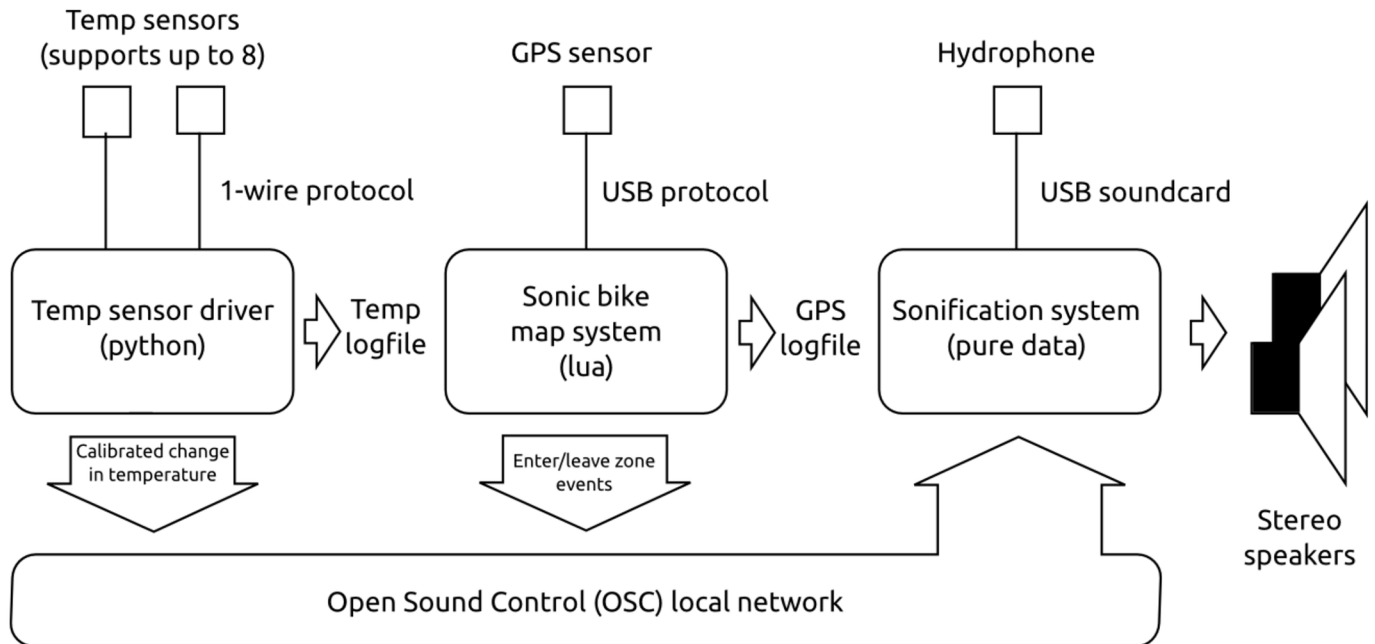 Temp sensors
(supports up to 8)
GPS sensor
Hydrophone
1-wire protocol
USB protocol
USB soundcard
Temp sensor driver
(python)
Temp
logfile
Sonic bike
map system
(lua)
GPS
logfile
Sonification system
(pure data)
Calibrated change
in temperature
Enter/leave zone
events
Stereo
speakers
Open Sound Control (OSC) local network